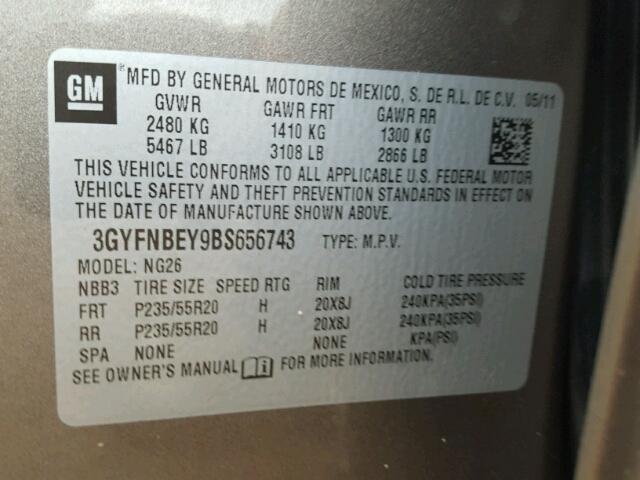 GM ® MFD BY GENERAL MOTORS DE MEXICO, S. DE R.L. DE C.V. 05/11
GVWR GAWR FRT GAWR RR
2480 KG 1410 KG 1300 KG
5467 LB 3108 LB 2866 LB
THIS VEHICLE CONFORMS TO ALL APPLICABLE U.S. FEDERAL MOTOR
VEHICLE SAFETY AND THEFT PREVENTION STANDARDS IN EFFECT ON
THE DATE OF MANUFACTURE SHOWN ABOVE.
3GYFNBEY9BS656743 TYPE: M.P.V.
MODEL: NG26
NBB3 TIRE SIZE SPEED RTG RIM COLD TIRE PRESSURE
FRT P235/55R20 H 20X8J 240KPA(35PSI)
RR P235/55R20 H 20X8J 240KPA(35PSI)
SPA NONE NONE KPA(PSI)
SEE OWNER'S MANUAL i FOR MORE INFORMATION.